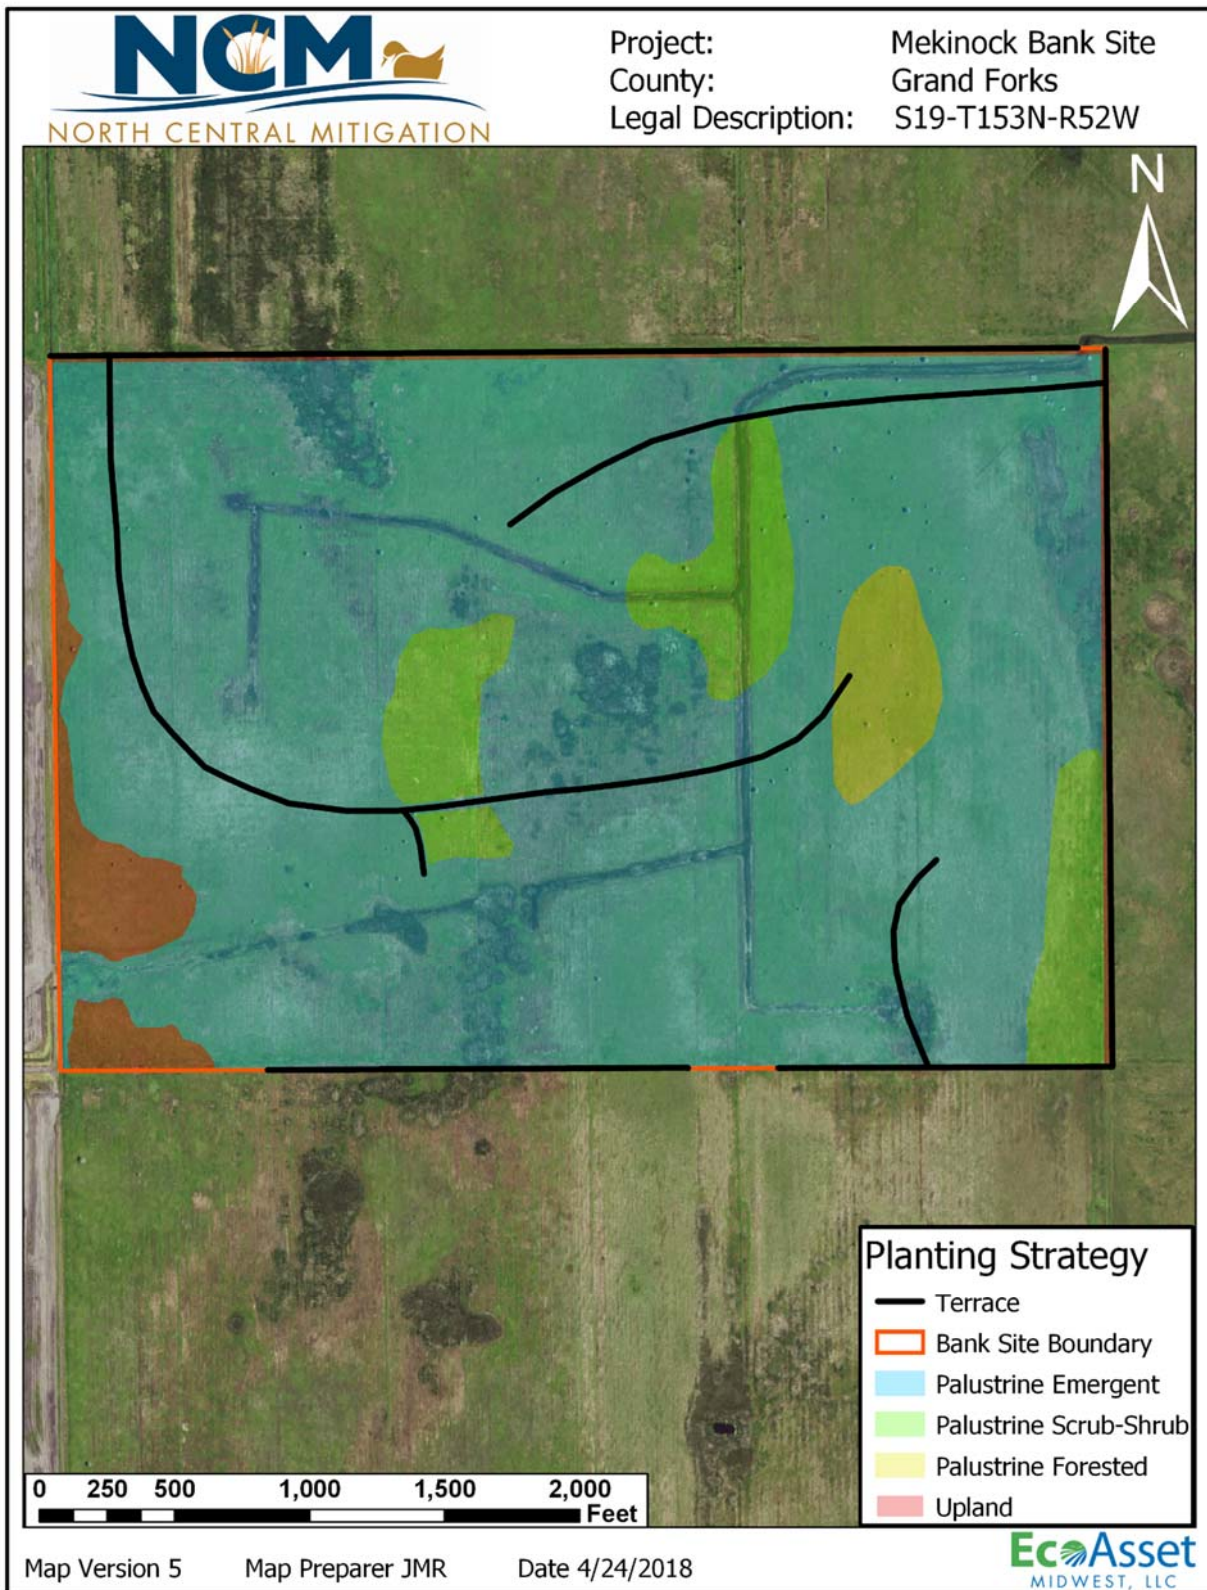 NCM
NORTH CENTRAL MITIGATION
Project: Mekinock Bank Site
County: Grand Forks
Legal Description: S19-T153N-R52W
N
Planting Strategy
Terrace
Bank Site Boundary
Palustrine Emergent
Palustrine Scrub-Shrub
Palustrine Forested
Upland
0 250 500 1,000 1,500 2,000
Feet
Map Version 5 Map Preparer JMR Date 4/24/2018
EcoAsset
MIDWEST, LLC